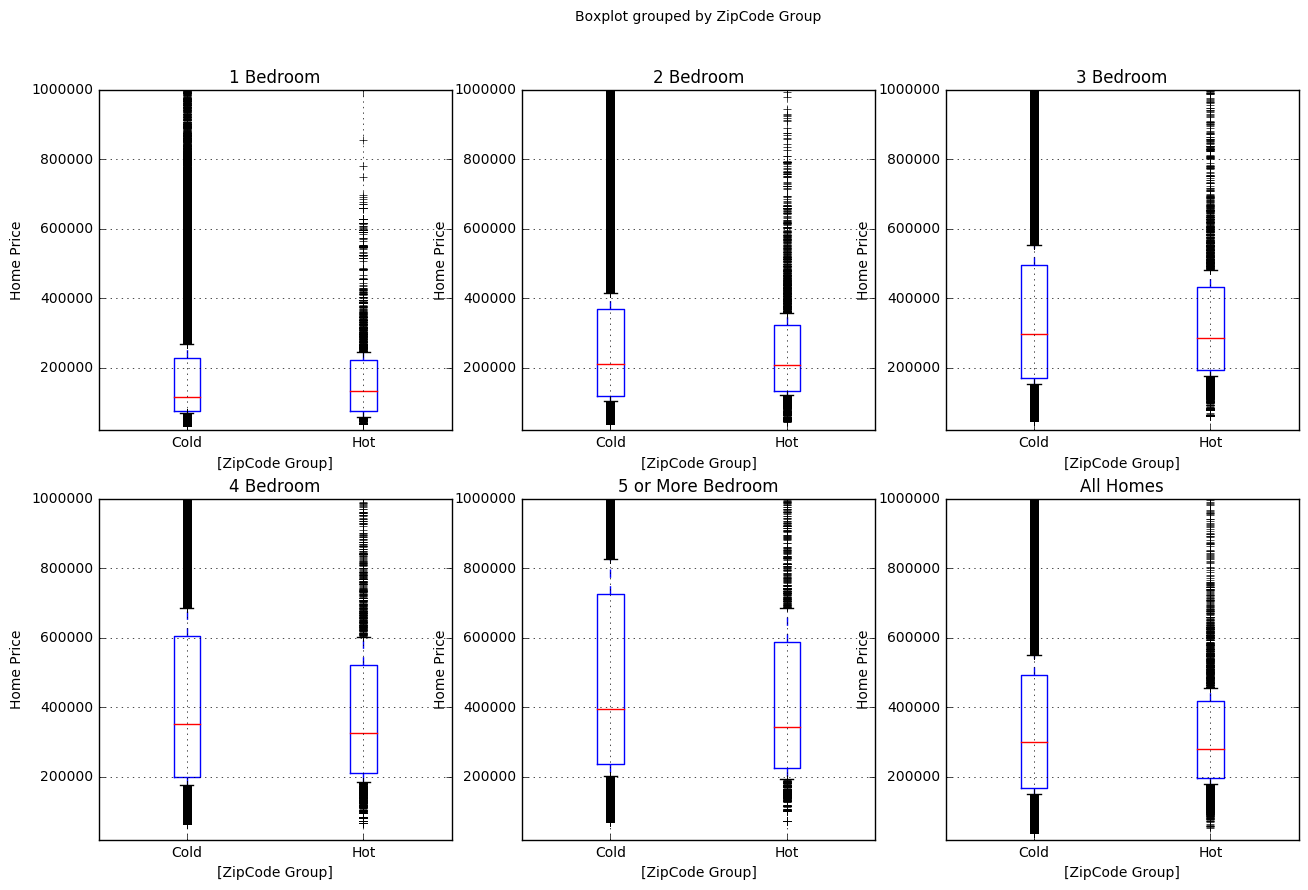 Boxplot grouped by ZipCode Group
1 Bedroom
1000000
800000
600000
400000
200000
Home Price
Cold
Hot
[ZipCode Group]
2 Bedroom
1000000
800000
600000
400000
200000
Home Price
Cold
Hot
[ZipCode Group]
3 Bedroom
1000000
800000
600000
400000
200000
Home Price
Cold
Hot
[ZipCode Group]
4 Bedroom
1000000
800000
600000
400000
200000
Home Price
Cold
Hot
[ZipCode Group]
5 or More Bedroom
1000000
800000
600000
400000
200000
Home Price
Cold
Hot
[ZipCode Group]
All Homes
1000000
800000
600000
400000
200000
Home Price
Cold
Hot
[ZipCode Group]